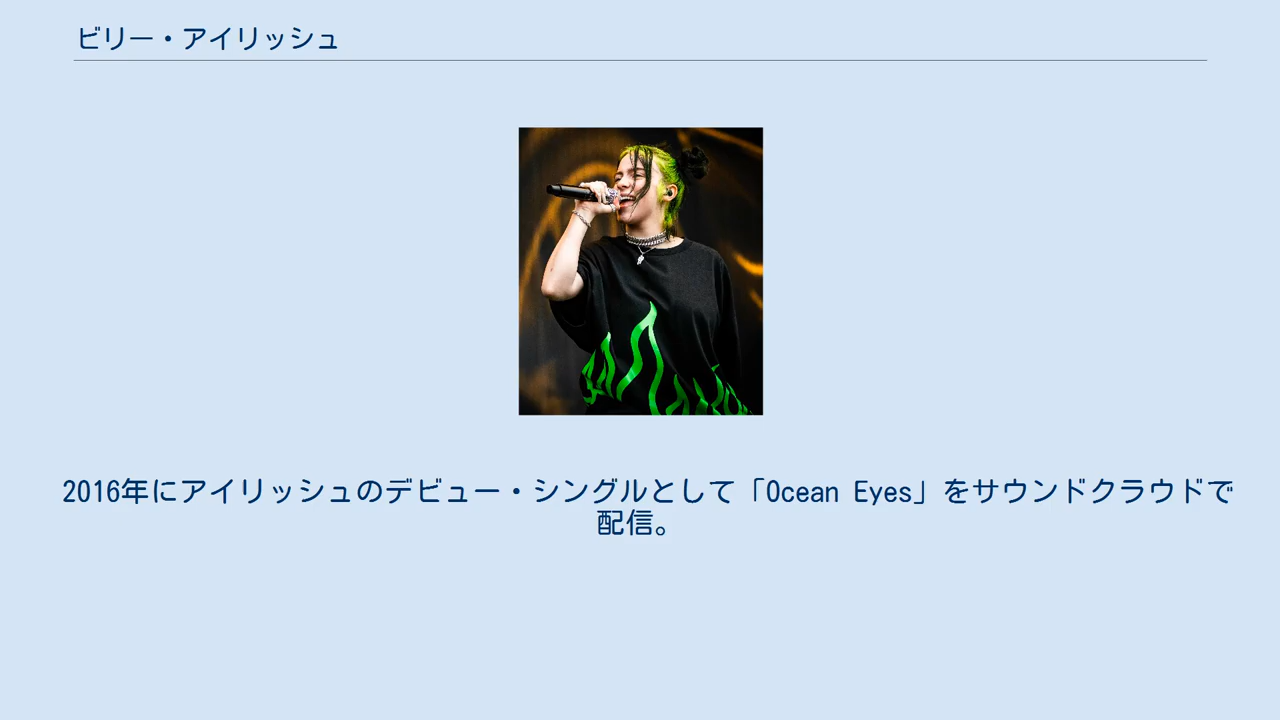 ビリー・アイリッシュ
2016年にアイリッシュのデビュー・シングルとして「Ocean Eyes」をサウンドクラウドで
配信。